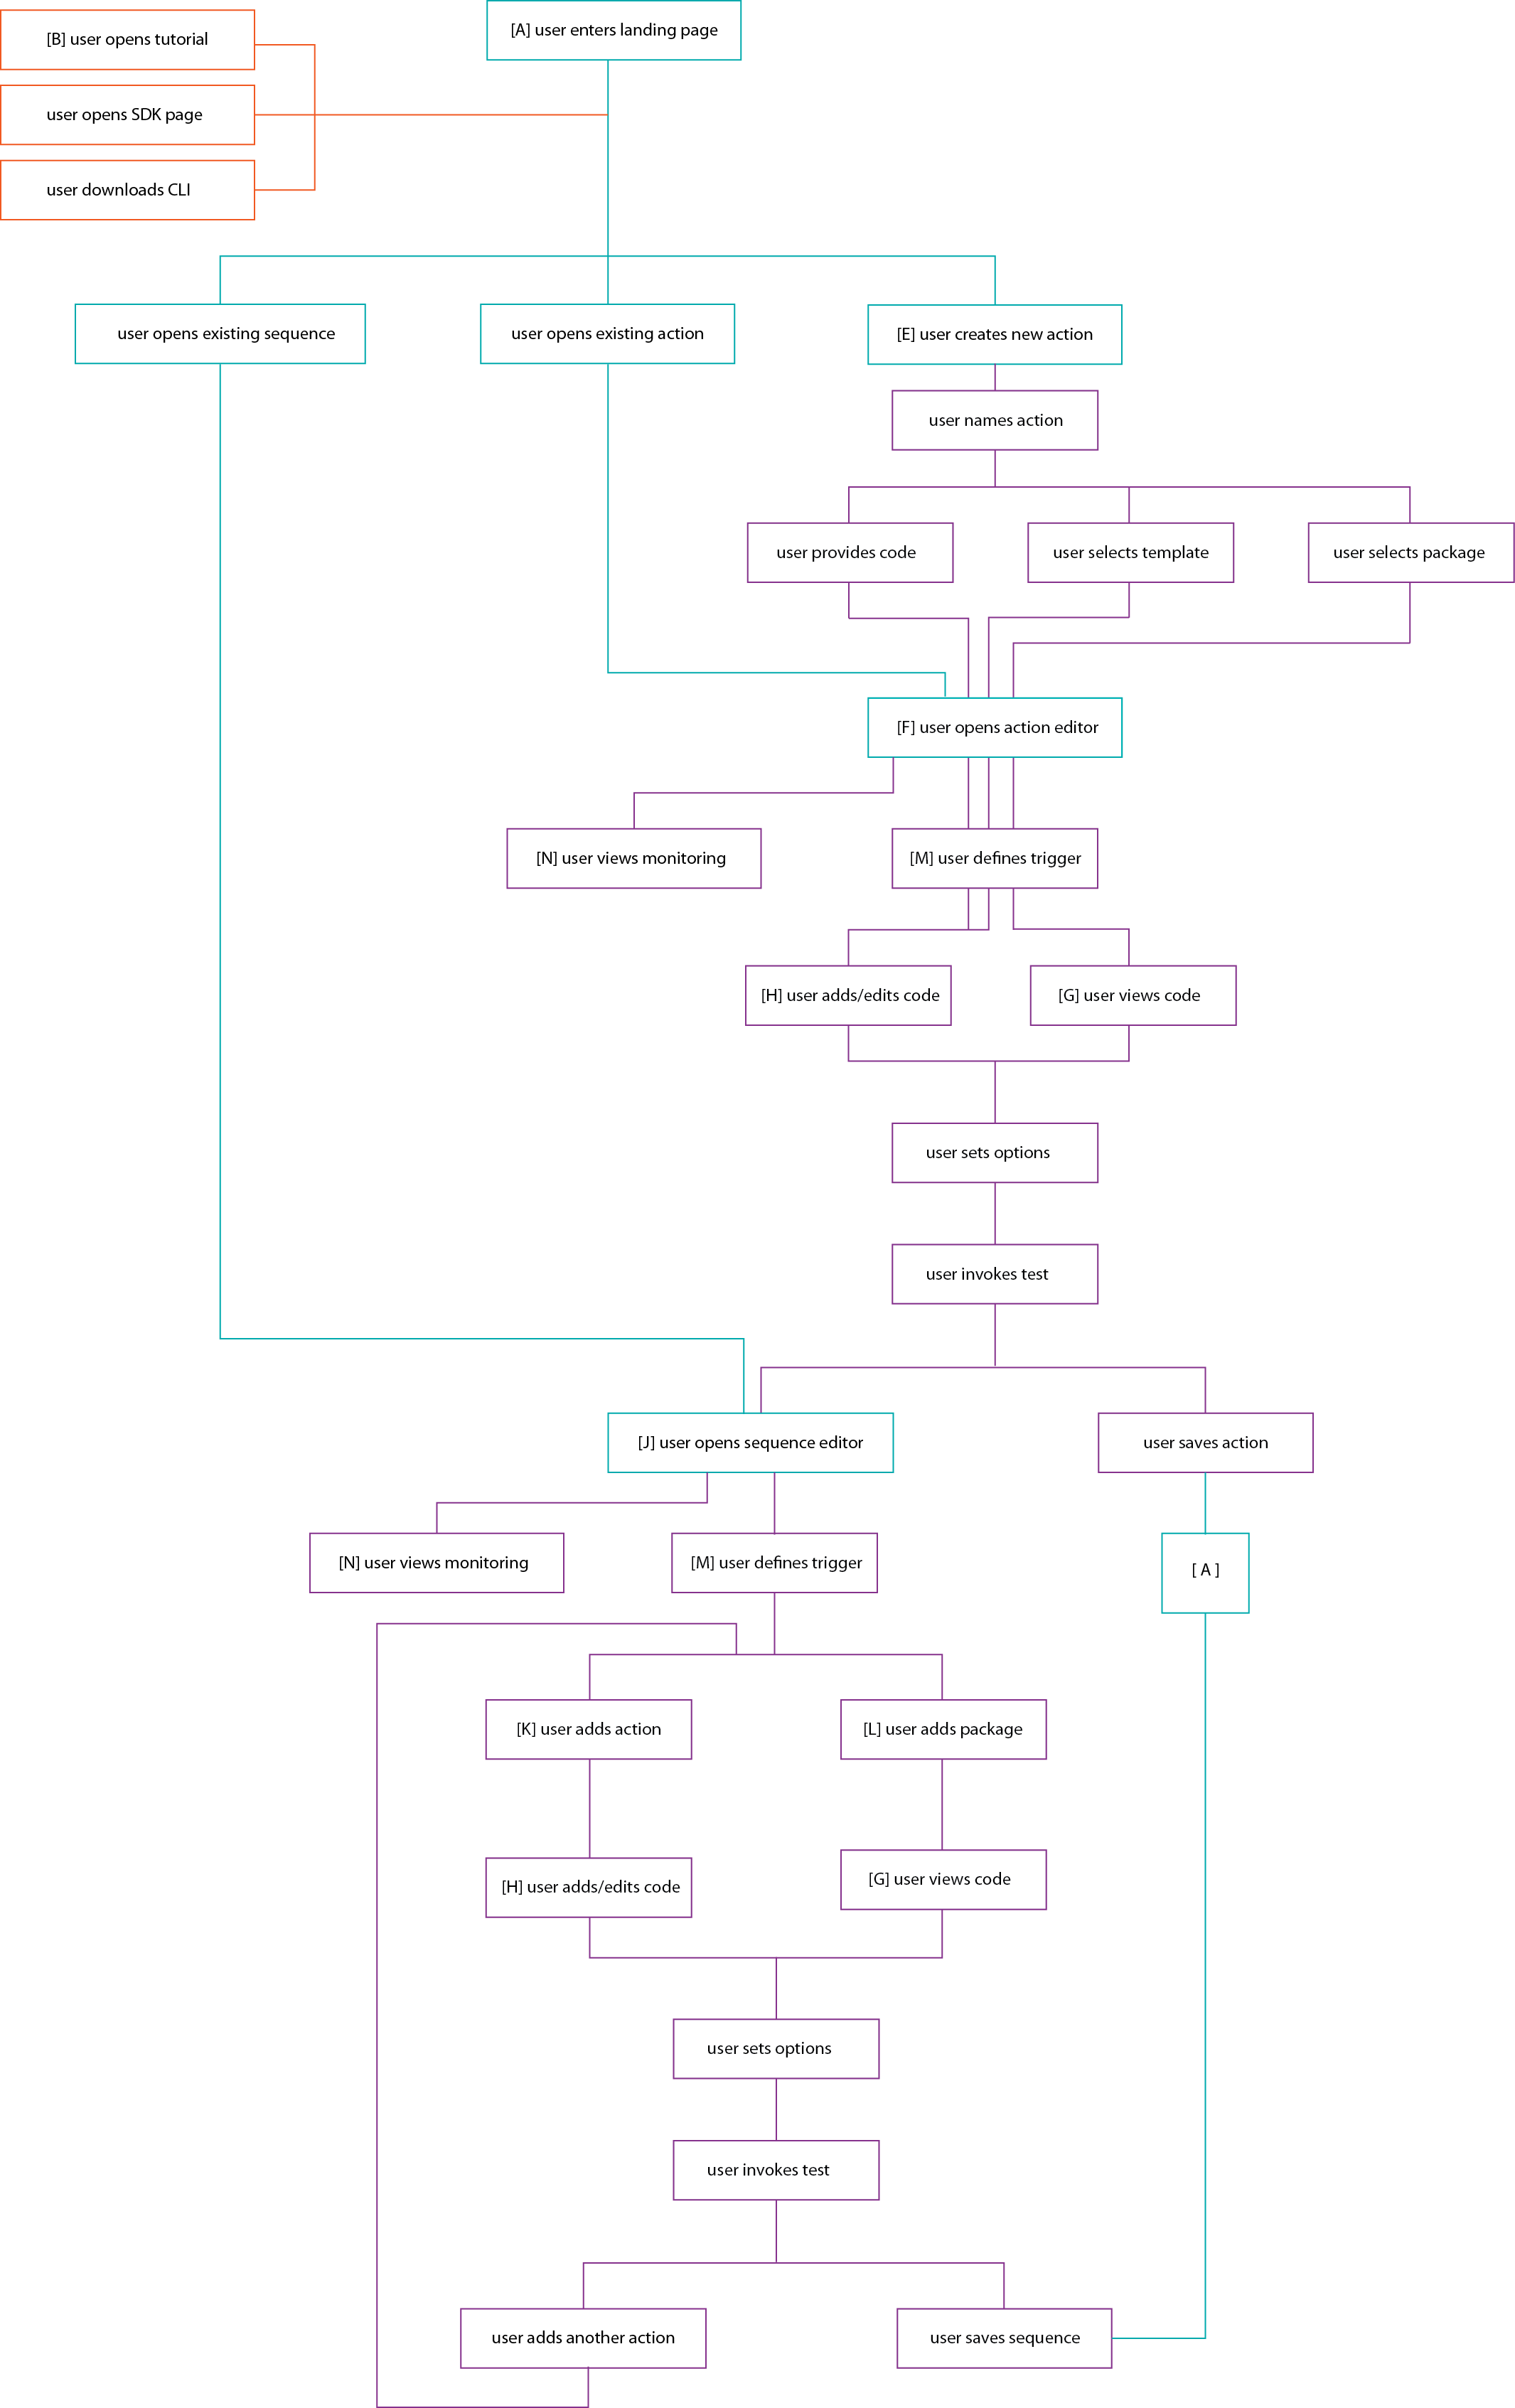 [A] user enters landing page
[B] user opens tutorial
user opens SDK page
user downloads CLI
user opens existing sequence
user opens existing action
[E] user creates new action
user names action
user provides code
user selects template
user selects package
[F] user opens action editor
[N] user views monitoring
[M] user defines trigger
[H] user adds/edits code
[G] user views code
user sets options
user invokes test
[J] user opens sequence editor
user saves action
[N] user views monitoring
[M] user defines trigger
[ A ]
[K] user adds action
[L] user adds package
[H] user adds/edits code
[G] user views code
user sets options
user invokes test
user adds another action
user saves sequence